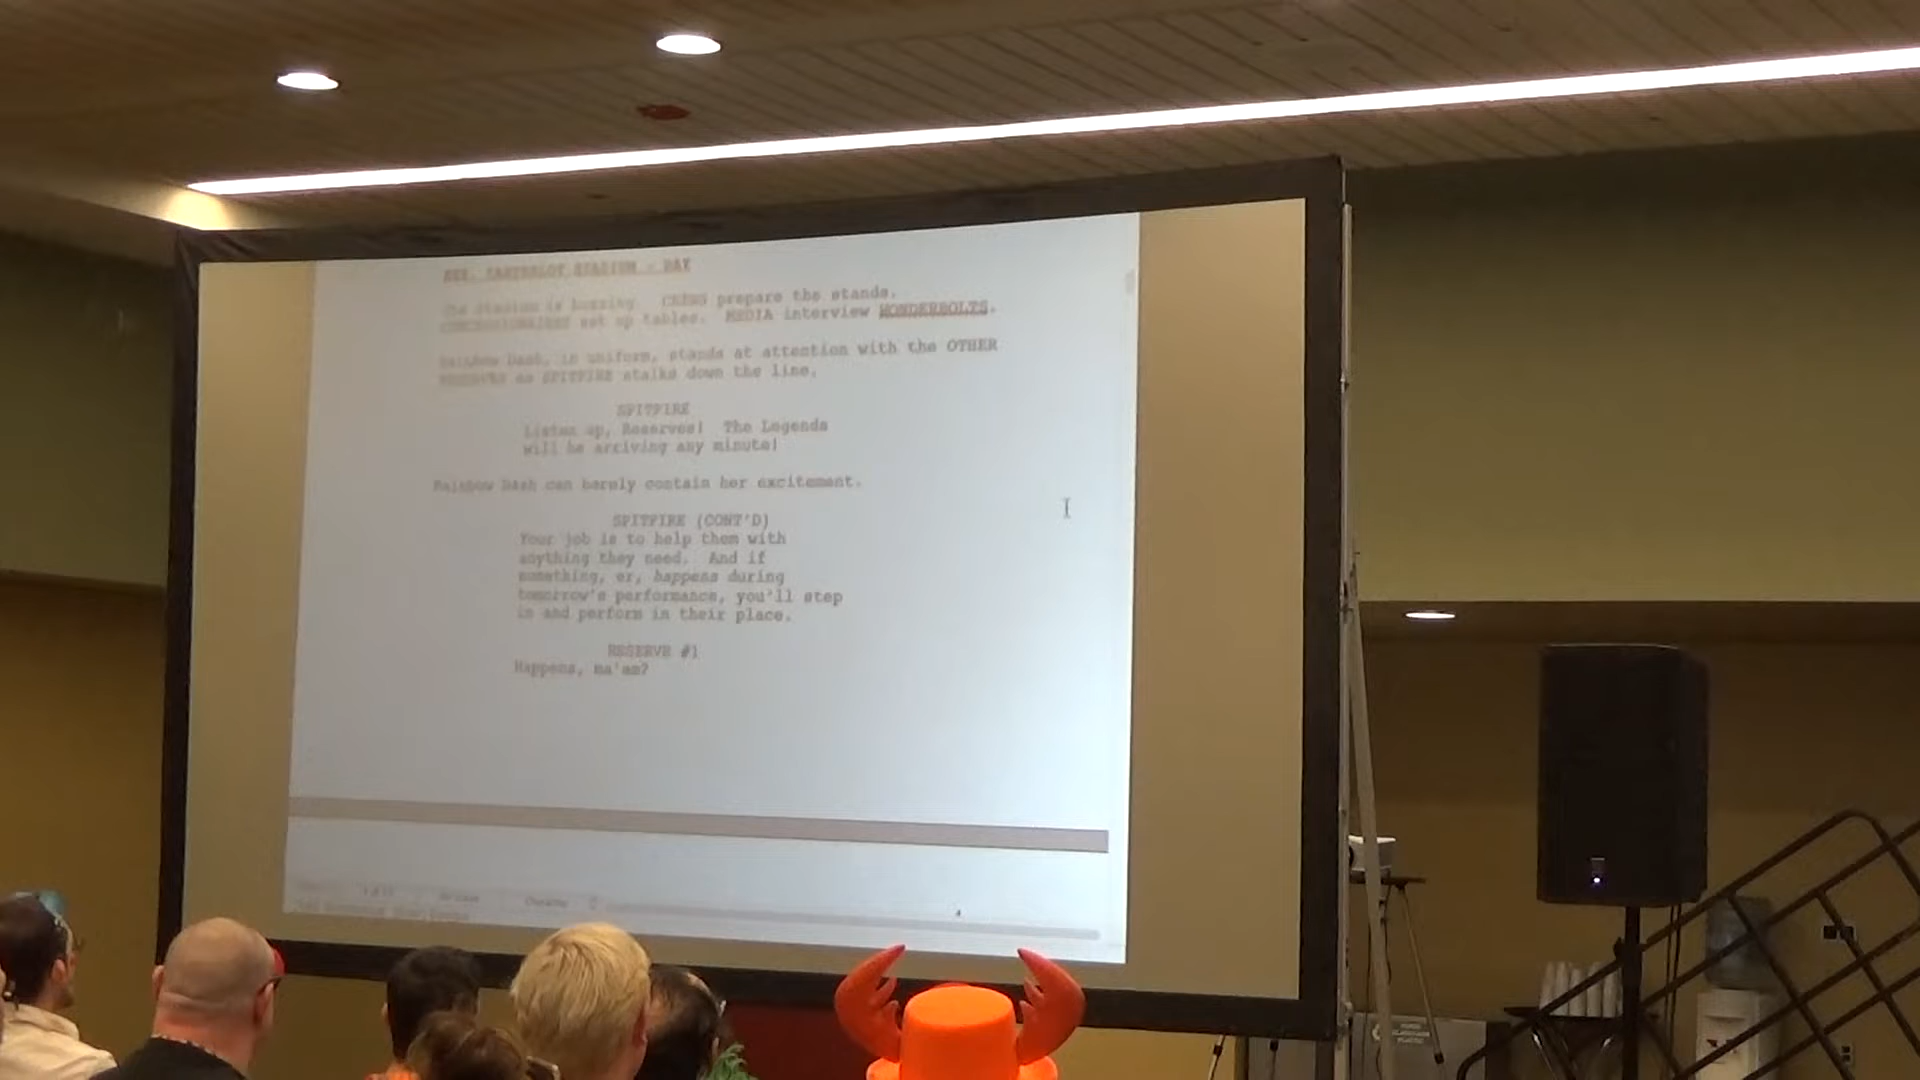 EXT. CANTERLOT STADIUM - DAY
The Stadium is buzzing. CREWS prepare the stands.
CONCESSIONAIRES set up tables. MEDIA interview WONDERBOLTS.
Rainbow Dash, in uniform, stands at attention with the OTHER
RESERVES as SPITFIRE stalks down the line.
SPITFIRE
Listen up, Reserves! The Legends
will be arriving any minute!
Rainbow Dash can barely contain her excitement.
SPITFIRE (CONT'D)
Your job is to help them with
anything they need. And if
something, er, happens during
tomorrow's performance, you'll step
in and perform in their place.
RESERVE #1
Happens, ma'am?